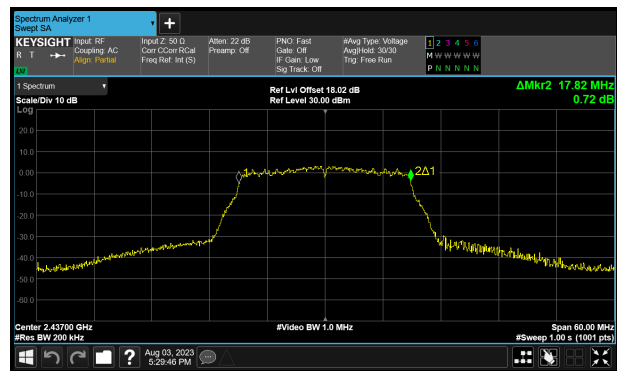 Spectrum Analyzer 1
Swept SA
+
KEYSIGHT
R T
LXI
Input: RF
Coupling: AC
Align: Partial
Input Z: 50 Ω
Corr CCorr RCal
Freq Ref: Int (S)
Atten: 22 dB
Preamp: Off
PNO: Fast
Gate: Off
IF Gain: Low
Sig Track: Off
#Avg Type: Voltage
Avg|Hold: 30/30
Trig: Free Run
1 2 3 4 5 6
M W W W W W
P N N N N N
1 Spectrum
Scale/Div 10 dB
Log
Ref Lvl Offset 18.02 dB
Ref Level 30.00 dBm
ΔMkr2 17.82 MHz
0.72 dB
20.0
10.0
0.00
-10.0
-20.0
-30.0
-40.0
-50.0
-60.0
1
2Δ1
Center 2.43700 GHz
#Res BW 200 kHz
#Video BW 1.0 MHz
Span 60.00 MHz
#Sweep 1.00 s (1001 pts)
?
Aug 03, 2023
5:29:46 PM